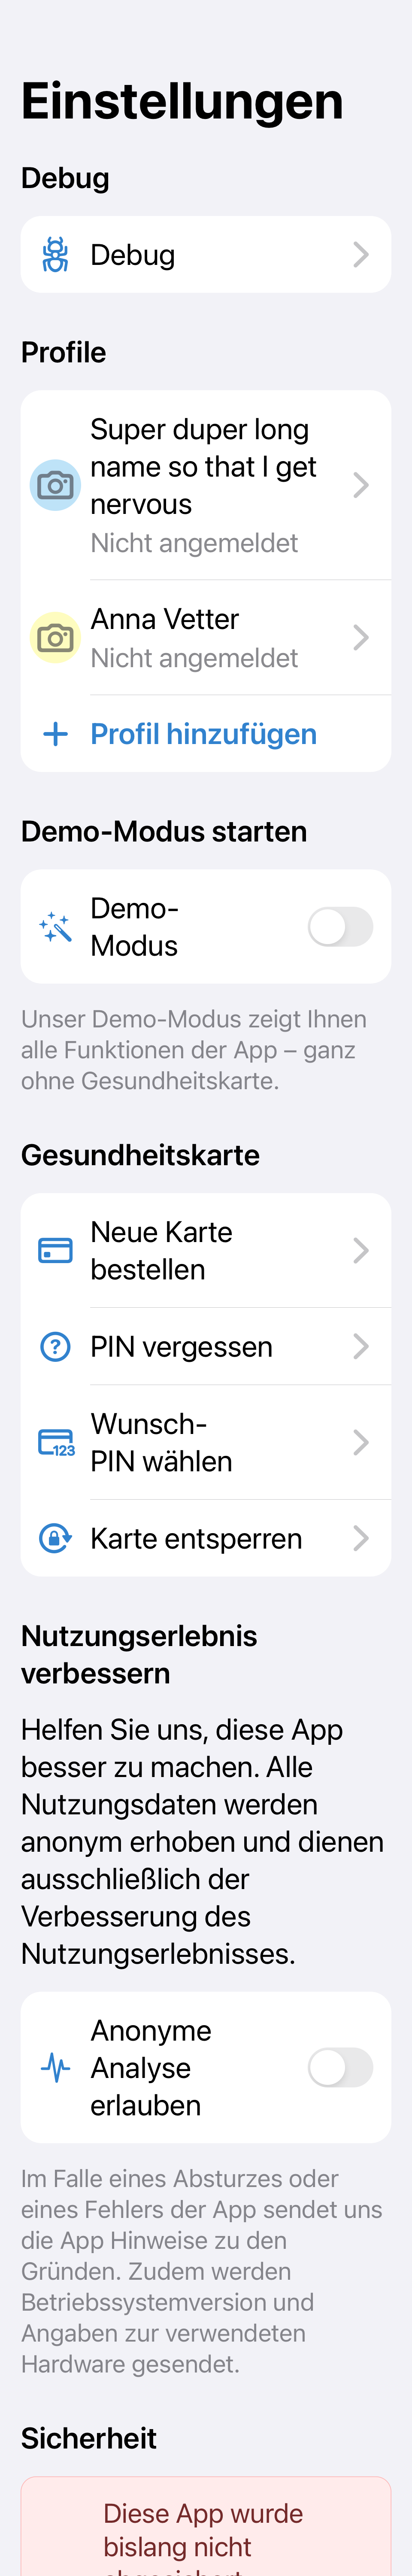 Einstellungen
Debug
Debug
Profile
Super duper long
name so that I get
nervous
Nicht angemeldet
Anna Vetter
Nicht angemeldet
Profil hinzufügen
Demo-Modus starten
Demo-
Modus
Unser Demo-Modus zeigt Ihnen
alle Funktionen der App – ganz
ohne Gesundheitskarte.
Gesundheitskarte
Neue Karte
bestellen
PIN vergessen
123
Wunsch-
PIN wählen
Karte entsperren
Nutzungserlebnis
verbessern
Helfen Sie uns, diese App
besser zu machen. Alle
Nutzungsdaten werden
anonym erhoben und dienen
ausschließlich der
Verbesserung des
Nutzungserlebnisses.
Anonyme
Analyse
erlauben
Im Falle eines Absturzes oder
eines Fehlers der App sendet uns
die App Hinweise zu den
Gründen. Zudem werden
Betriebssystemversion und
Angaben zur verwendeten
Hardware gesendet.
Sicherheit
Diese App wurde
bislang nicht